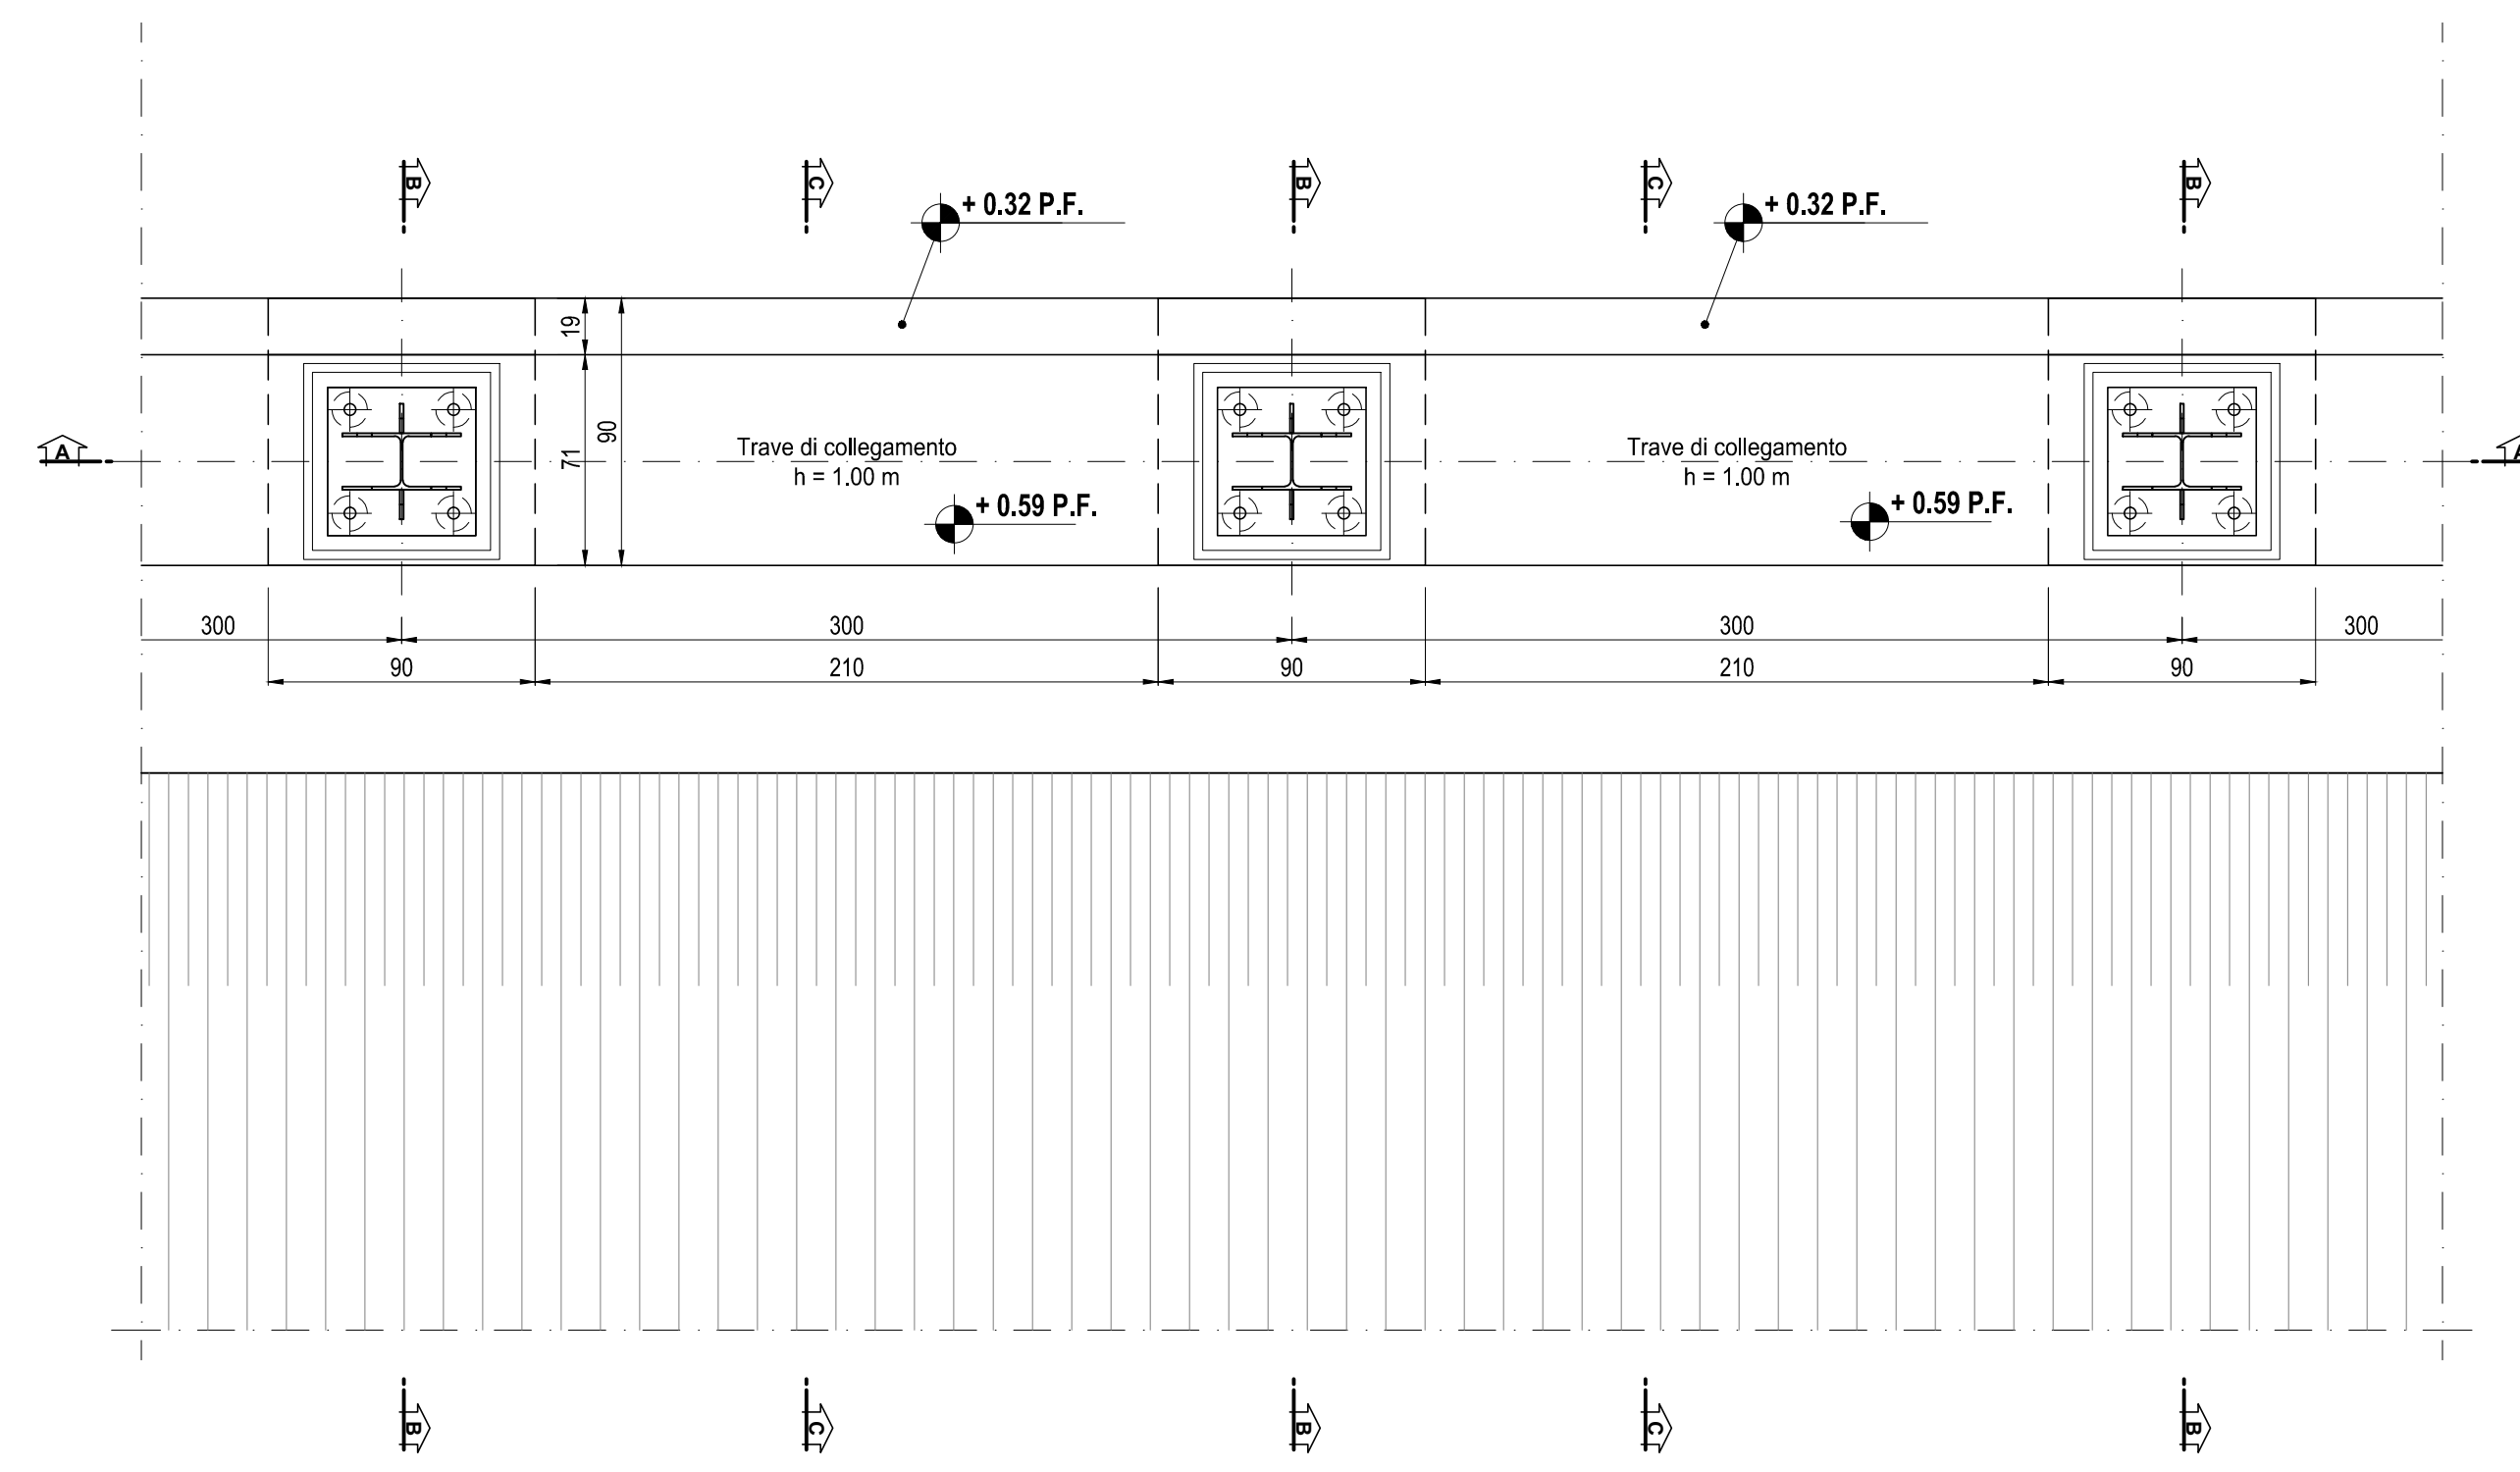 B C B C B
+ 0.32 P.F. + 0.32 P.F.
19
90
71
A A
Trave di collegamento Trave di collegamento
h = 1.00 m h = 1.00 m
+ 0.59 P.F. + 0.59 P.F.
300 300 300 300
90 210 90 210 90
B C B C B